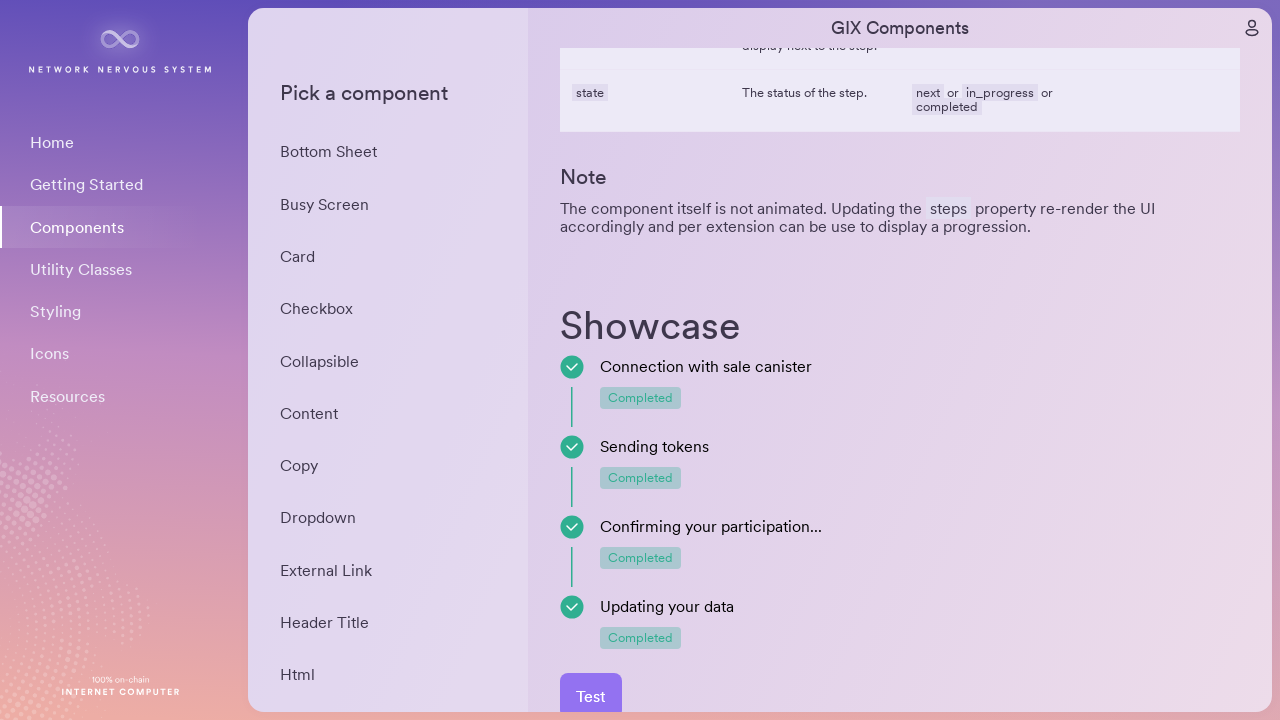 NETWORK NERVOUS SYSTEM
Home
Getting Started
Components
Utility Classes
Styling
Icons
Resources
100% on-chain
INTERNET COMPUTER
Pick a component
Bottom Sheet
Busy Screen
Card
Checkbox
Collapsible
Content
Copy
Dropdown
External Link
Header Title
Html
GIX Components
display next to the step.
state
The status of the step.
next or in_progress or
completed
Note
The component itself is not animated. Updating the steps property re-render the UI
accordingly and per extension can be use to display a progression.
Showcase
Connection with sale canister
Completed
Sending tokens
Completed
Confirming your participation...
Completed
Updating your data
Completed
Test